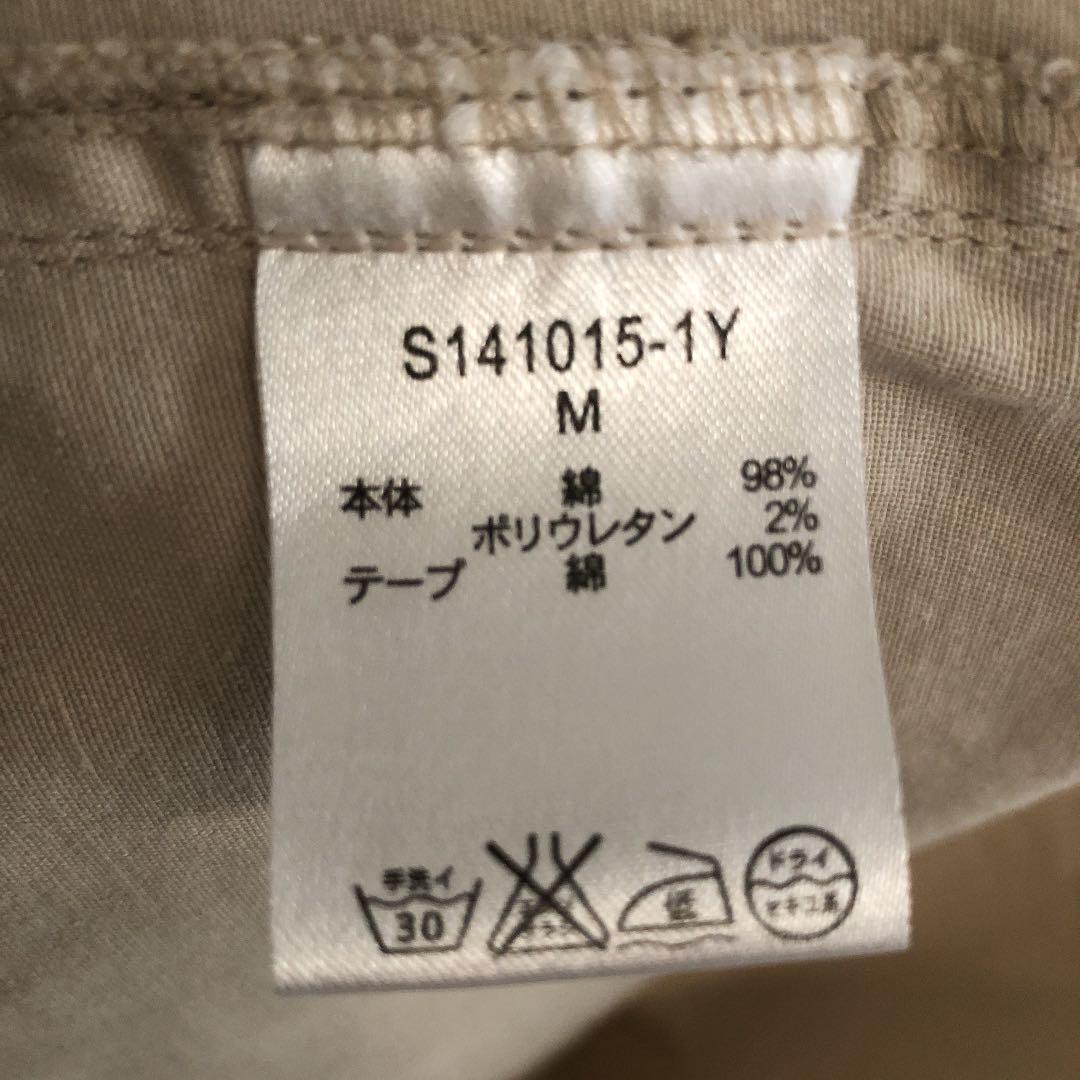 S141015-1Y
M
本体 綿 98%
ポリウレタン 2%
テープ 綿 100%
手洗イ
30
低
ドライ
セキユ系